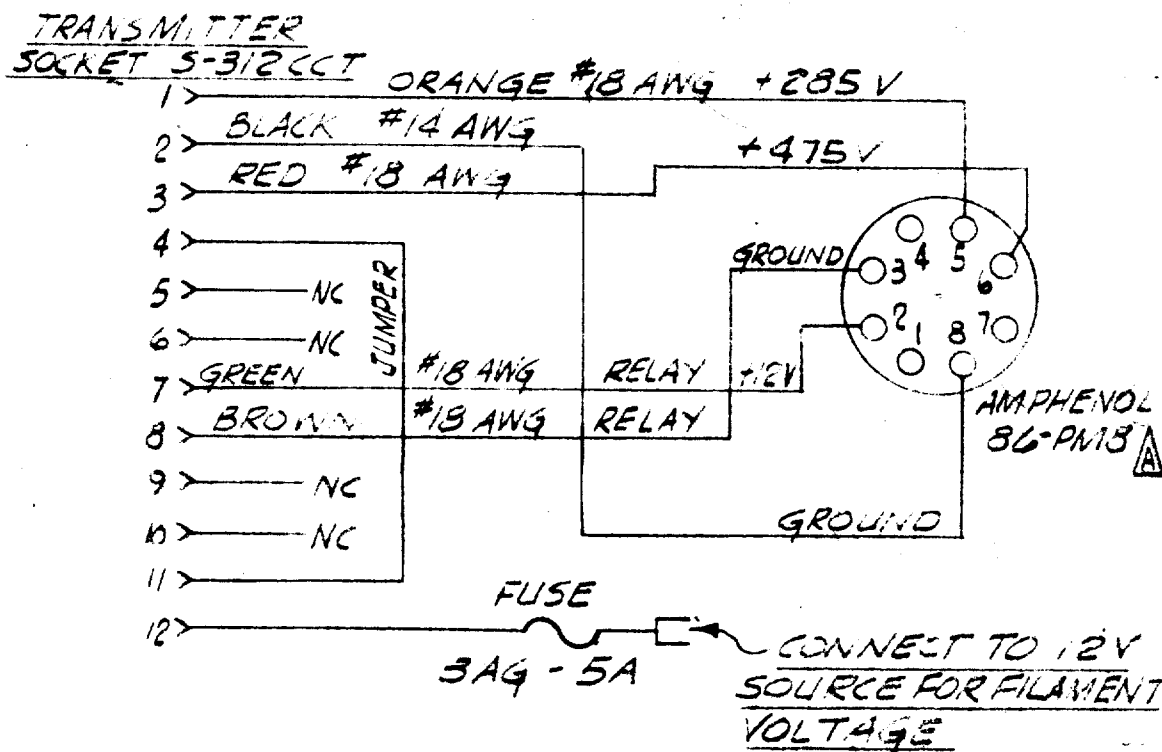 TRANSMITTER
SOCKET S-312CCT
1 ORANGE #18 AWG +285 V
2 BLACK #14 AWG
+475 V
3 RED #18 AWG
4
5 NC
6 NC
JUMPER
7 GREEN #18 AWG RELAY +12V
8 BROWN #18 AWG RELAY
9 NC
10 NC
11
12
GROUND
3 4 5 6
2 1 8 7
AMPHENOL
86-PM8 A
GROUND
FUSE
3AG - 5A
CONNECT TO 12V
SOURCE FOR FILAMENT
VOLTAGE